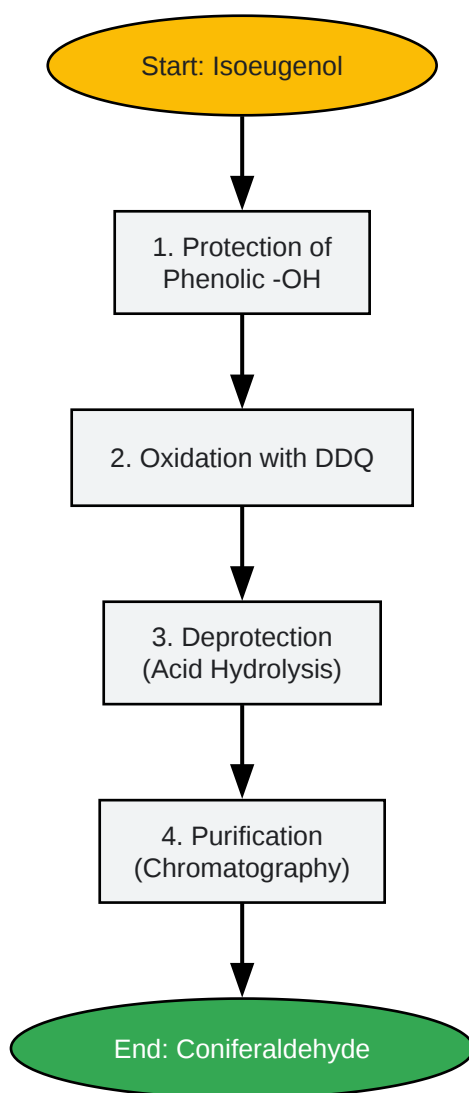 Start: Isoeugenol
1. Protection of
Phenolic -OH
2. Oxidation with DDQ
3. Deprotection
(Acid Hydrolysis)
4. Purification
(Chromatography)
End: Coniferaldehyde